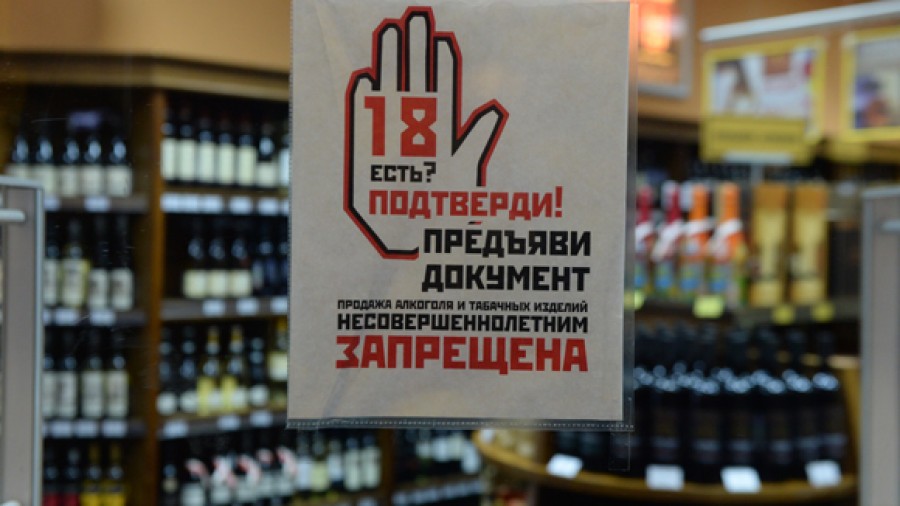 18
ЕСТЬ?
ПОДТВЕРДИ!
ПРЕДЪЯВИ
ДОКУМЕНТ
ПРОДАЖА АЛКОГОЛЯ И ТАБАЧНЫХ ИЗДЕЛИЙ
НЕСОВЕРШЕННОЛЕТНИМ
ЗАПРЕЩЕНА